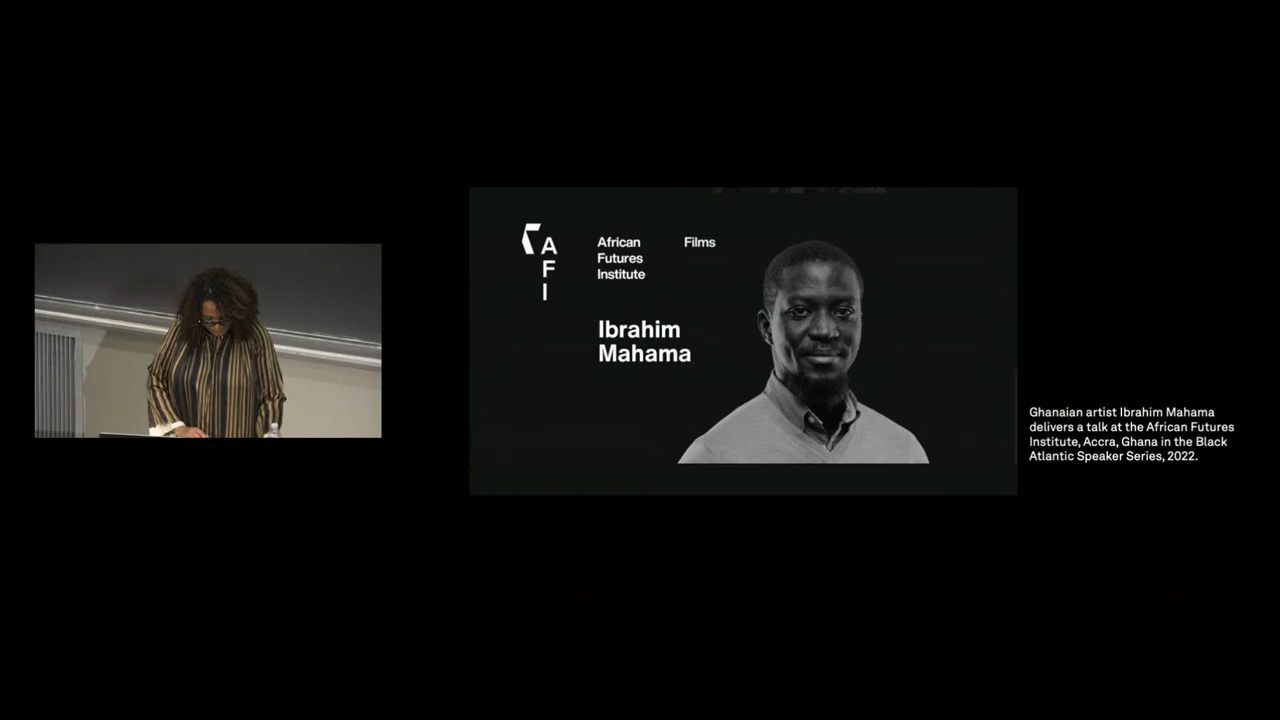 A
F
I
African
Futures
Institute
Films
Ibrahim
Mahama
Ghanaian artist Ibrahim Mahama
delivers a talk at the African Futures
Institute, Accra, Ghana in the Black
Atlantic Speaker Series, 2022.